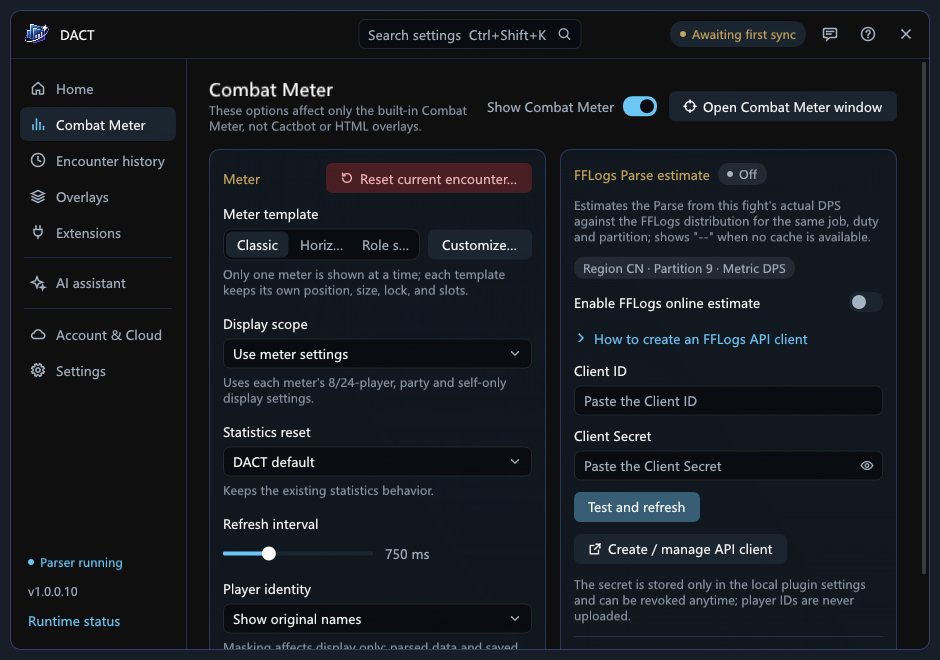 DACT
Search settings Ctrl+Shift+K
Awaiting first sync
Home
Combat Meter
Encounter history
Overlays
Extensions
AI assistant
Account & Cloud
Settings
Parser running
v1.0.0.10
Runtime status
Combat Meter
These options affect only the built-in Combat
Meter, not Cactbot or HTML overlays.
Show Combat Meter
Open Combat Meter window
Meter
Reset current encounter...
Meter template
Classic
Horiz...
Role s...
Customize...
Only one meter is shown at a time; each template
keeps its own position, size, lock, and slots.
Display scope
Use meter settings
Uses each meter's 8/24-player, party and self-only
display settings.
Statistics reset
DACT default
Keeps the existing statistics behavior.
Refresh interval
750 ms
Player identity
Show original names
Masking affects display only; parsed data and saved
FFLogs Parse estimate
Off
Estimates the Parse from this fight's actual DPS
against the FFLogs distribution for the same job, duty
and partition; shows "--" when no cache is available.
Region CN · Partition 9 · Metric DPS
Enable FFLogs online estimate
How to create an FFLogs API client
Client ID
Paste the Client ID
Client Secret
Paste the Client Secret
Test and refresh
Create / manage API client
The secret is stored only in the local plugin settings
and can be revoked anytime; player IDs are never
uploaded.